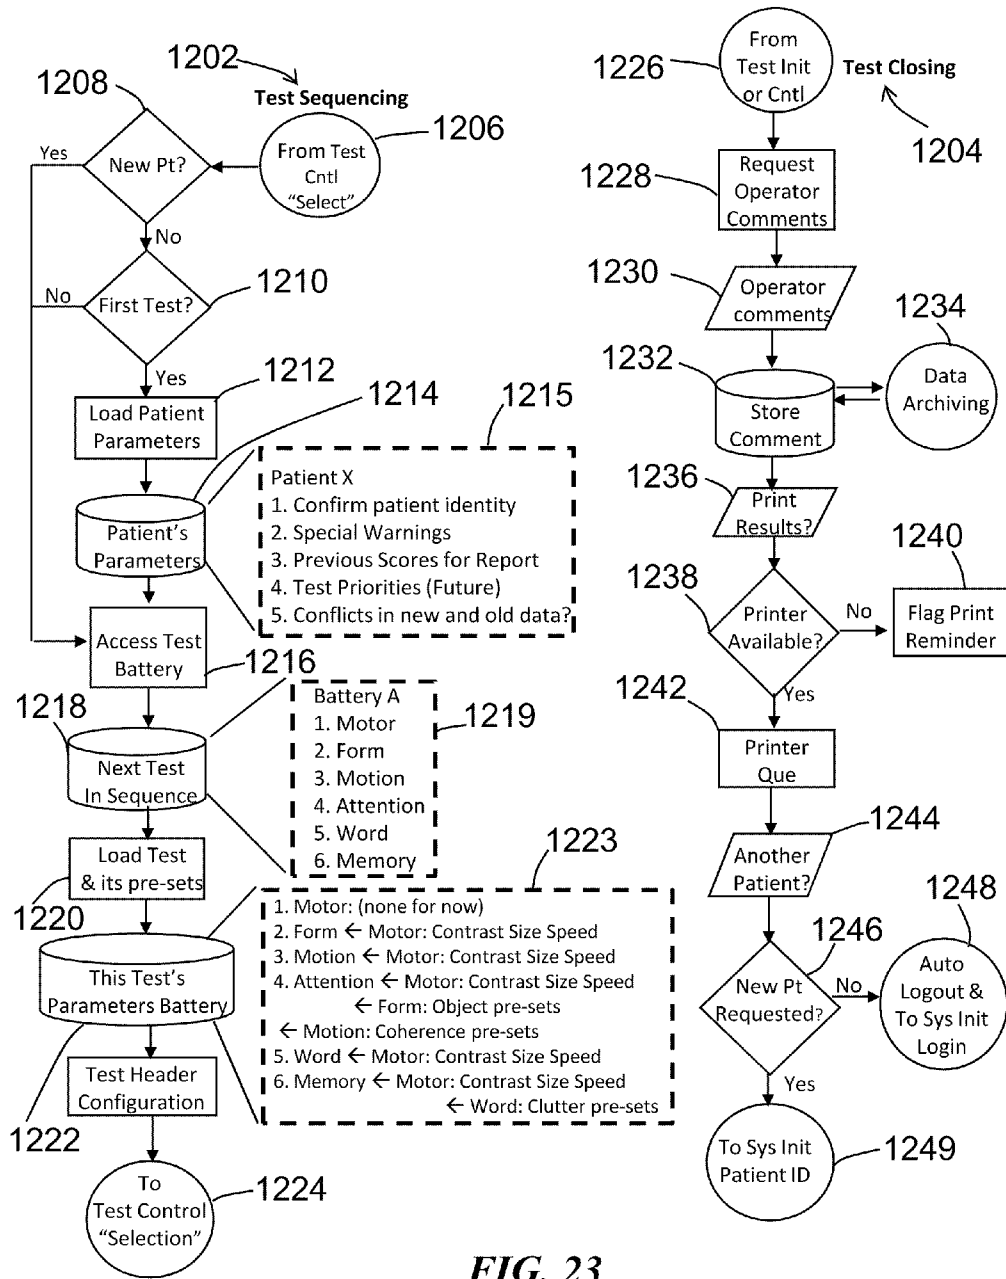 1202
1208
Test Sequencing
1206
Yes
New Pt?
From Test
Cntl
“Select”
No
1210
No
First Test?
Yes
1212
Load Patient
Parameters
1214
1215
Patient’s
Parameters
Patient X
1. Confirm patient identity
2. Special Warnings
3. Previous Scores for Report
4. Test Priorities (Future)
5. Conflicts in new and old data?
Access Test
Battery
1216
1218
Next Test
In Sequence
Battery A
1. Motor
2. Form
3. Motion
4. Attention
5. Word
6. Memory
1219
Load Test
& its pre-sets
1220
1223
This Test’s
Parameters Battery
1. Motor: (none for now)
2. Form ← Motor: Contrast Size Speed
3. Motion ← Motor: Contrast Size Speed
4. Attention ← Motor: Contrast Size Speed
← Form: Object pre-sets
← Motion: Coherence pre-sets
5. Word ← Motor: Contrast Size Speed
6. Memory ← Motor: Contrast Size Speed
← Word: Clutter pre-sets
Test Header
Configuration
1222
To
Test Control
“Selection”
1224
1226
From
Test Init
or Cntl
Test Closing
1204
1228
Request
Operator
Comments
1230
Operator
comments
1234
1232
Store
Comment
Data
Archiving
1236
Print
Results?
1240
1238
Printer
Available?
No
Flag Print
Reminder
Yes
1242
Printer
Que
1244
Another
Patient?
1248
1246
New Pt
Requested?
No
Auto
Logout &
To Sys Init
Login
Yes
To Sys Init
Patient ID
1249
FIG. 23